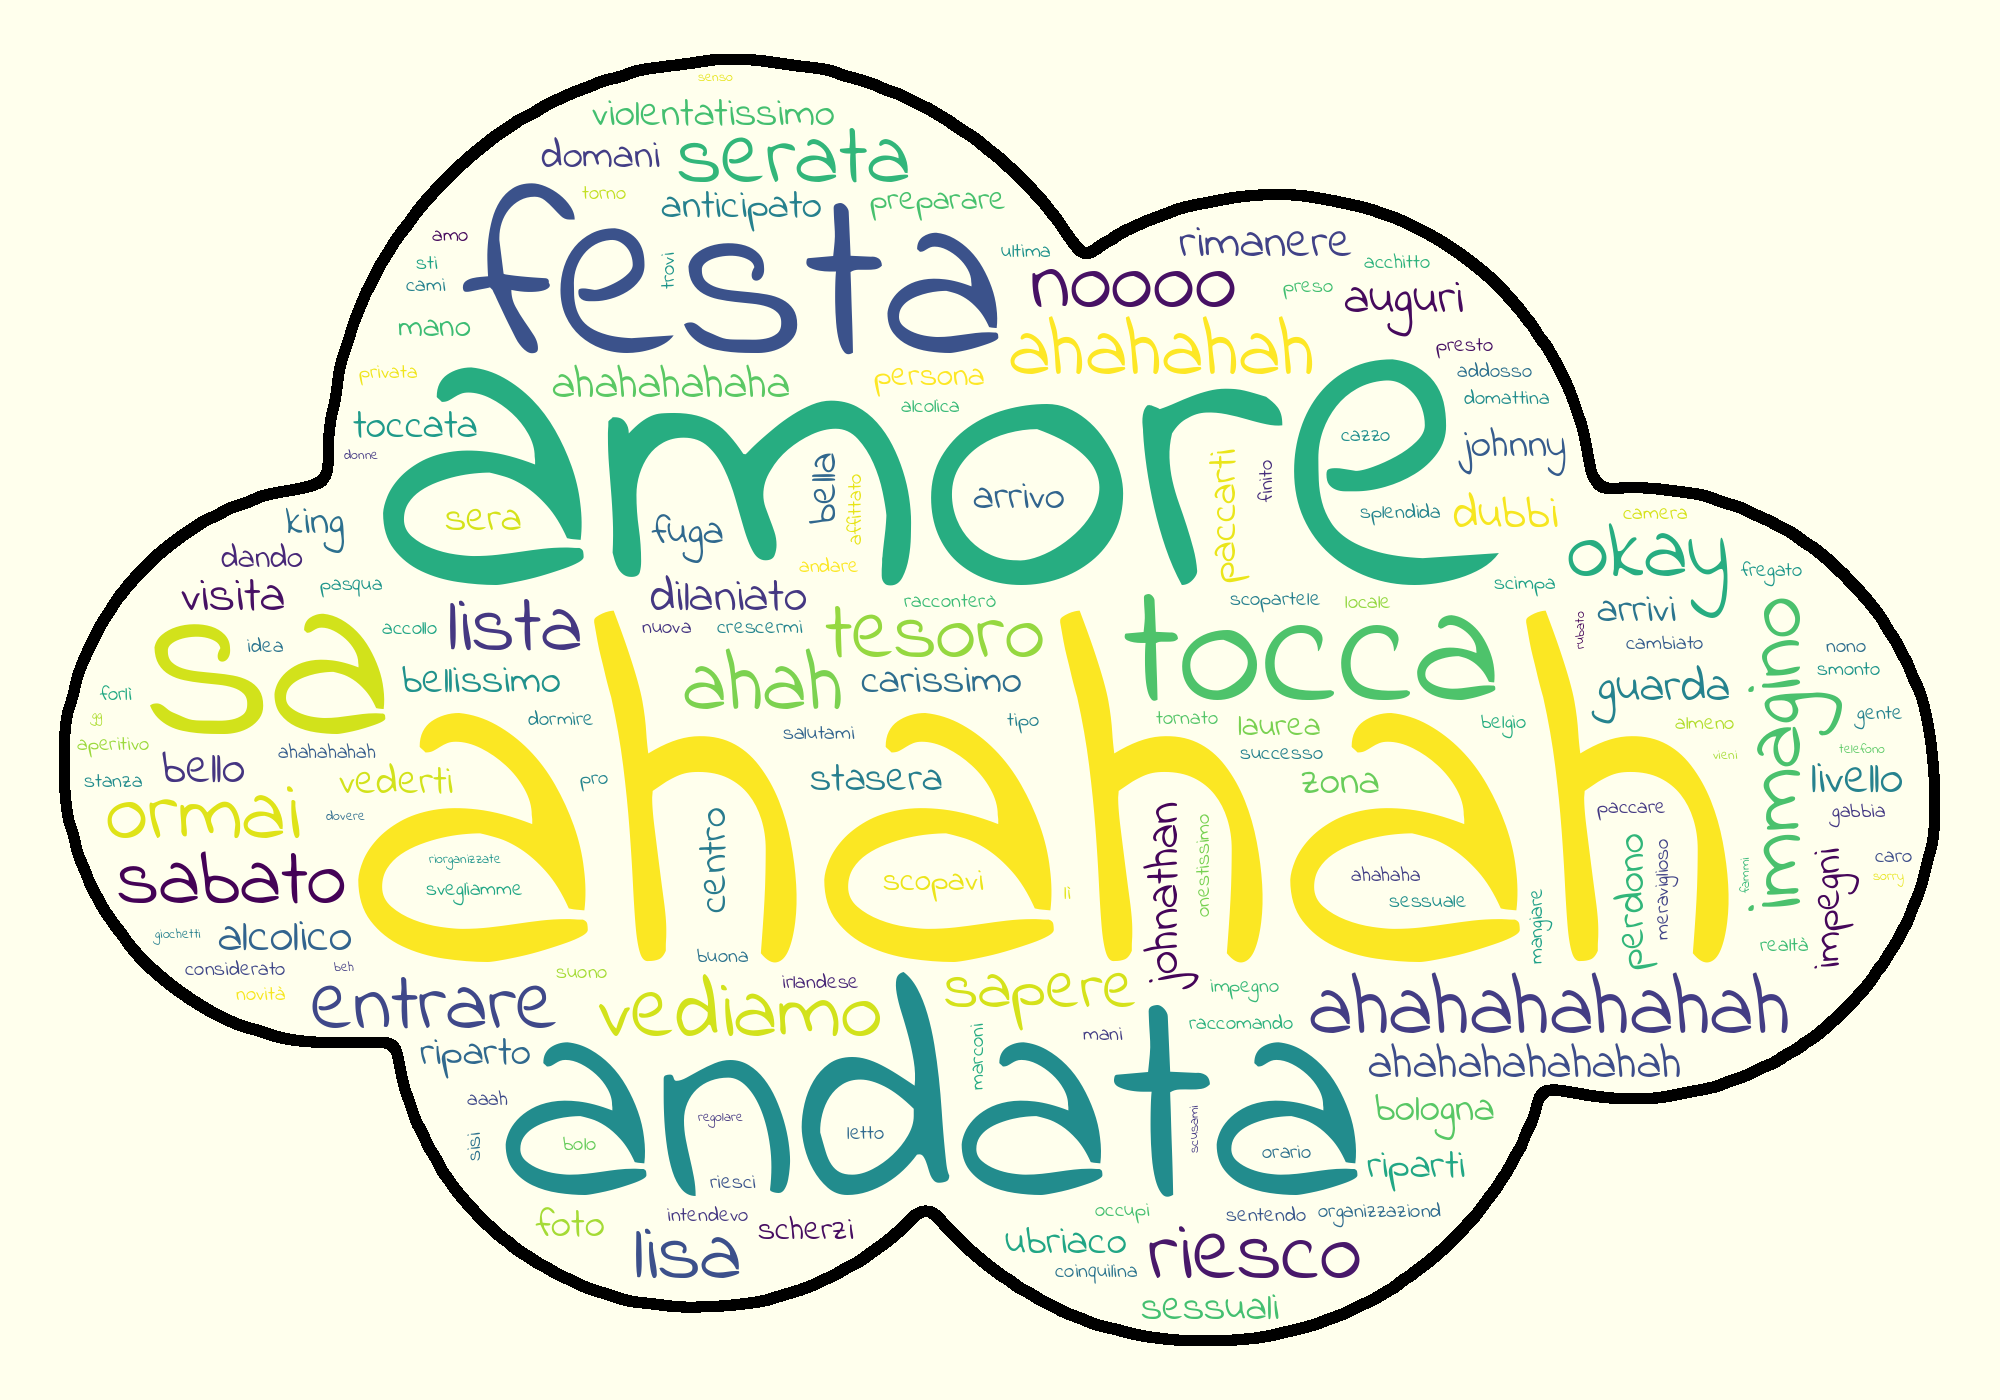 senso
violentatissimo
domani
serata
torno
anticipato
preparare
amo
festa
trovi
ultima
rimanere
sti
cami
noooo
acchitto
preso
auguri
mano
ahahahah
presto
privata
ahahahahaha
persona
addosso
amore
alcolica
domattina
toccata
donne
cazzo
johnny
bella
affittato
arrivo
paccarti
finito
sera
splendida
dubbi
camera
king
fuga
okay
dando
andare
fregato
visita
pasqua
dilaniato
scimpa
racconterò
scopartele
locale
arrivi
immagino
lista
accollo
nuova
crescermi
tesoro
tocca
rubato
cambiato
nono
sa
idea
smonto
bellissimo
ahah
carissimo
guarda
forlì
gg
dormire
tipo
tornato
laurea
belgio
almeno
gente
aperitivo
ahahahahah
salutami
successo
vieni
telefono
stanza
bello
vederti
pro
stasera
zona
livello
ahahah
ormai
dovere
centro
johnathan
onestissimo
paccare
gabbia
riorganizzate
perdono
meraviglioso
impegni
caro
sabato
svegliamme
scopavi
lì
ahahaha
sessuale
fammi
sorry
mangiare
giochetti
alcolico
realtà
considerato
beh
buona
suono
irlandese
impegno
novità
entrare
vediamo
sapere
ahahahahahah
raccomando
mani
riparto
marconi
ahahahahahahah
andata
aaah
regolare
bologna
sisi
bolo
letto
scusami
orario
riparti
riesci
foto
intendevo
scherzi
occupi
sentendo
organizzaziond
lisa
ubriaco
riesco
coinquilina
sessuali